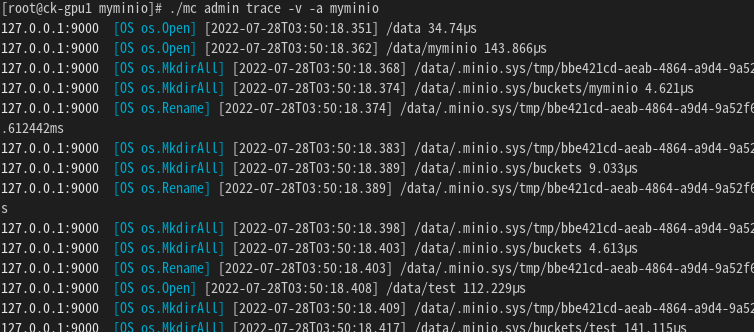 [root@ck-gpu1 myminio]# ./mc admin trace -v -a myminio
127.0.0.1:9000  [OS os.Open] [2022-07-28T03:50:18.351] /data 34.74µs
127.0.0.1:9000  [OS os.Open] [2022-07-28T03:50:18.362] /data/myminio 143.866µs
127.0.0.1:9000  [OS os.MkdirAll] [2022-07-28T03:50:18.368] /data/.minio.sys/tmp/bbe421cd-aeab-4864-a9d4-9a52
127.0.0.1:9000  [OS os.MkdirAll] [2022-07-28T03:50:18.374] /data/.minio.sys/buckets/myminio 4.621µs
127.0.0.1:9000  [OS os.Rename] [2022-07-28T03:50:18.374] /data/.minio.sys/tmp/bbe421cd-aeab-4864-a9d4-9a52f6
.612442ms
127.0.0.1:9000  [OS os.MkdirAll] [2022-07-28T03:50:18.383] /data/.minio.sys/tmp/bbe421cd-aeab-4864-a9d4-9a52
127.0.0.1:9000  [OS os.MkdirAll] [2022-07-28T03:50:18.389] /data/.minio.sys/buckets 9.033µs
127.0.0.1:9000  [OS os.Rename] [2022-07-28T03:50:18.389] /data/.minio.sys/tmp/bbe421cd-aeab-4864-a9d4-9a52f6
s
127.0.0.1:9000  [OS os.MkdirAll] [2022-07-28T03:50:18.398] /data/.minio.sys/tmp/bbe421cd-aeab-4864-a9d4-9a52
127.0.0.1:9000  [OS os.MkdirAll] [2022-07-28T03:50:18.403] /data/.minio.sys/buckets 4.613µs
127.0.0.1:9000  [OS os.Rename] [2022-07-28T03:50:18.403] /data/.minio.sys/tmp/bbe421cd-aeab-4864-a9d4-9a52f6
127.0.0.1:9000  [OS os.Open] [2022-07-28T03:50:18.408] /data/test 112.229µs
127.0.0.1:9000  [OS os.MkdirAll] [2022-07-28T03:50:18.409] /data/.minio.sys/tmp/bbe421cd-aeab-4864-a9d4-9a52
127.0.0.1:9000  [OS os.MkdirAll] [2022-07-28T03:50:18.417] /data/.minio.sys/buckets/test 141.115µs